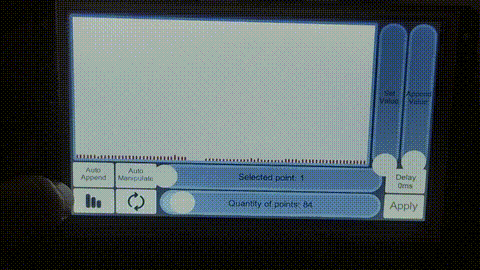 Set
Value
Append
Value
Auto
Append
Auto
Manipulate
Selected point: 1
Delay
0ms
Quantity of points: 84
Apply